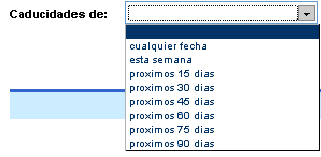 Caducidades de:
cualquier fecha
esta semana
proximos 15 dias
proximos 30 dias
proximos 45 dias
proximos 60 dias
proximos 75 dias
proximos 90 dias